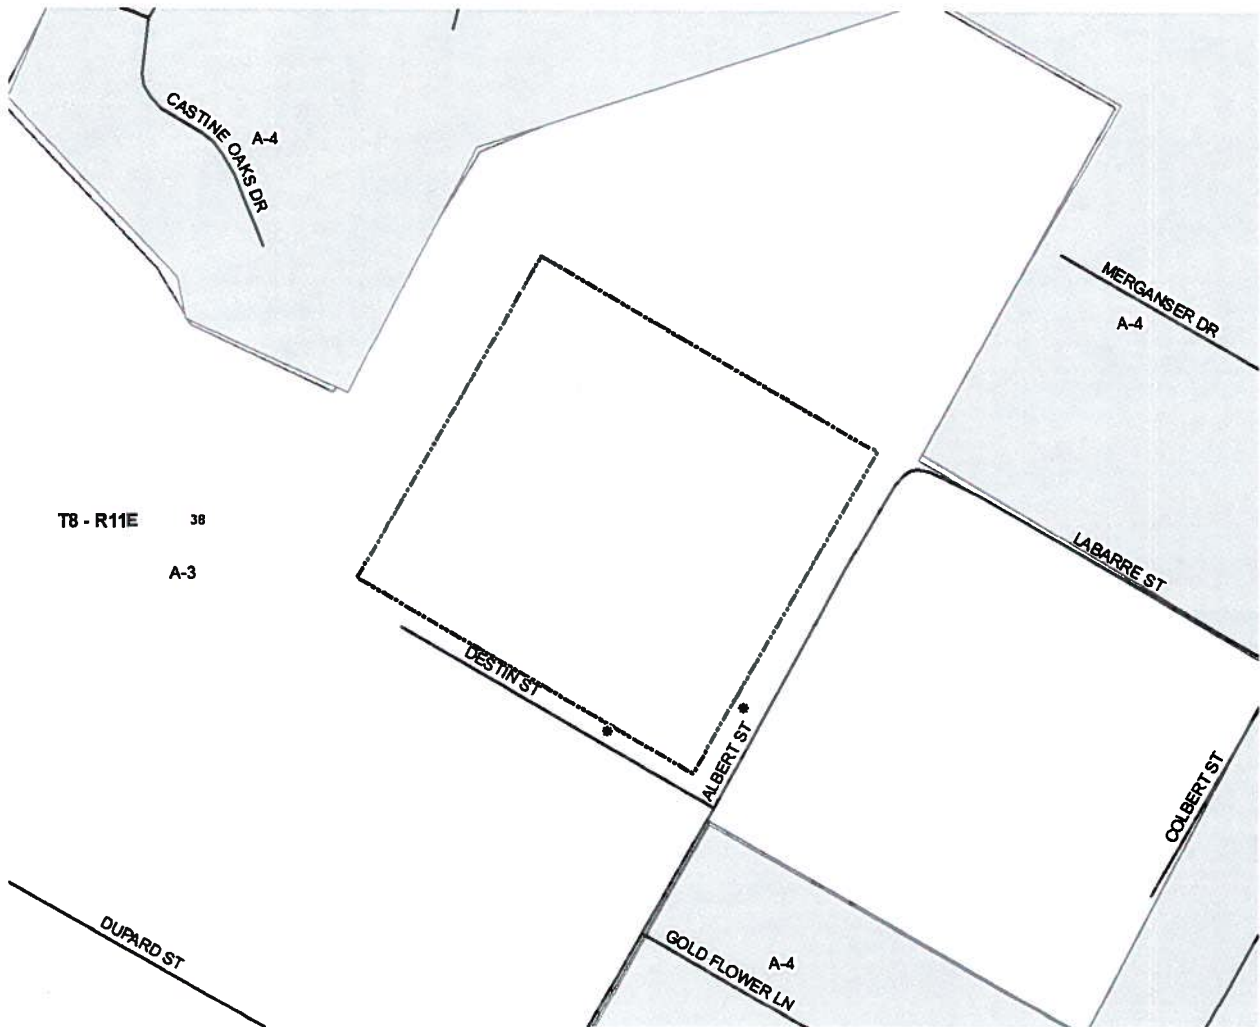 CASTINE OAKS DR
A-4
MERGANSER DR
A-4
T8 - R11E
38
A-3
LABARRE ST
DESTIN ST
ALBERT ST
COLBERT ST
DUPARD ST
GOLD FLOWER LN
A-4